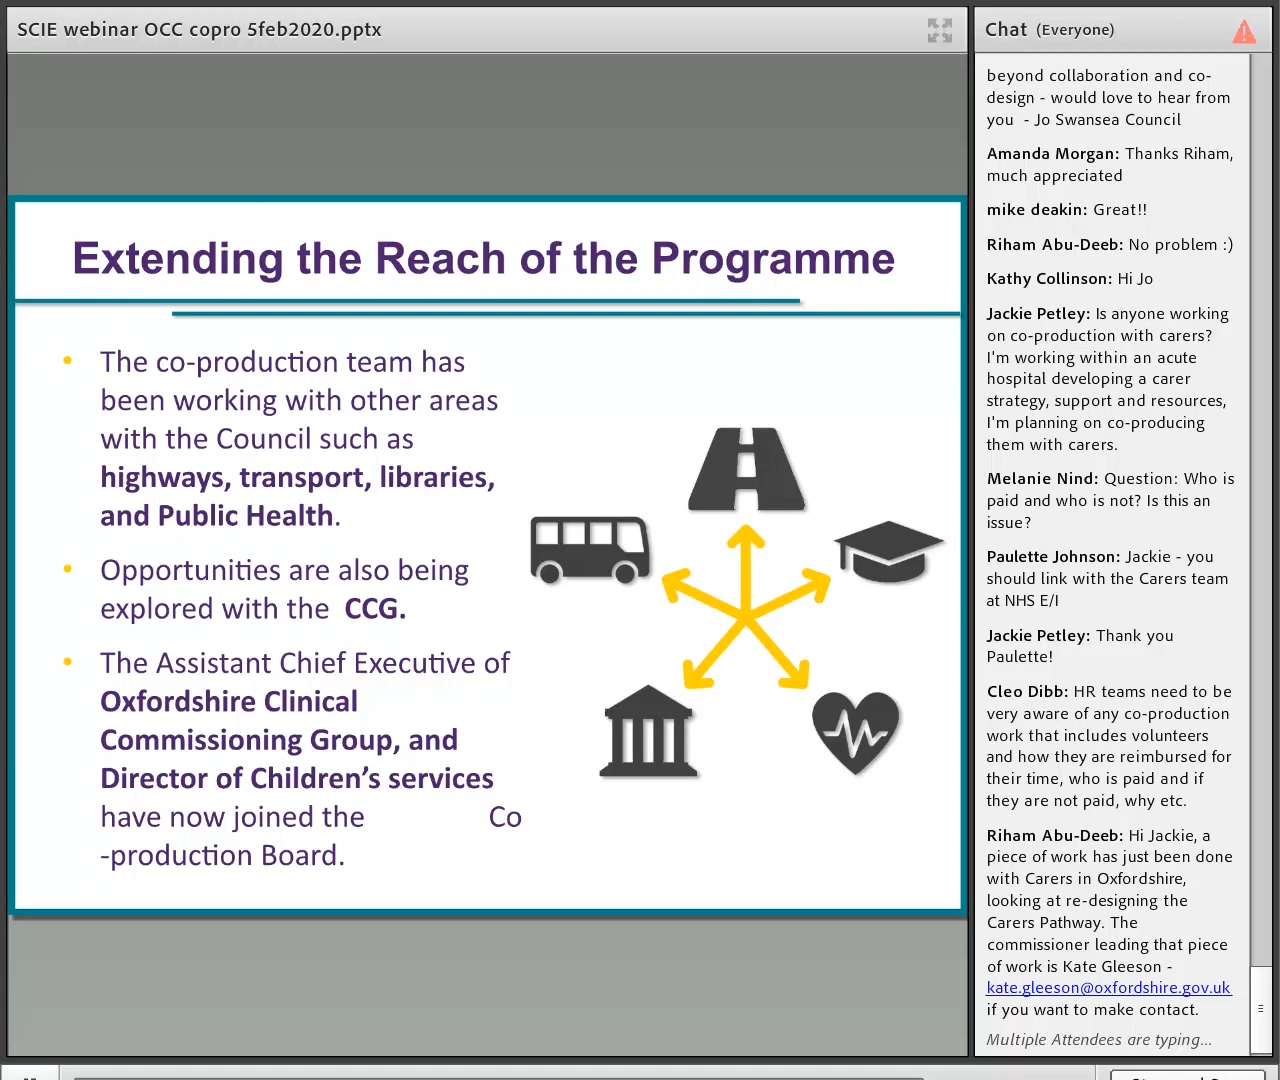 SCIE webinar OCC copro 5feb2020.pptx
Extending the Reach of the Programme
• The co-production team has
been working with other areas
with the Council such as
highways, transport, libraries,
and Public Health.
• Opportunities are also being
explored with the CCG.
• The Assistant Chief Executive of
Oxfordshire Clinical
Commissioning Group, and
Director of Children’s services
have now joined the Co
-production Board.
Chat (Everyone)
beyond collaboration and co-
design - would love to hear from
you - Jo Swansea Council
Amanda Morgan: Thanks Riham,
much appreciated
mike deakin: Great!!
Riham Abu-Deeb: No problem :)
Kathy Collinson: Hi Jo
Jackie Petley: Is anyone working
on co-production with carers?
I'm working within an acute
hospital developing a carer
strategy, support and resources,
I'm planning on co-producing
them with carers.
Melanie Nind: Question: Who is
paid and who is not? Is this an
issue?
Paulette Johnson: Jackie - you
should link with the Carers team
at NHS E/I
Jackie Petley: Thank you
Paulette!
Cleo Dibb: HR teams need to be
very aware of any co-production
work that includes volunteers
and how they are reimbursed for
their time, who is paid and if
they are not paid, why etc.
Riham Abu-Deeb: Hi Jackie, a
piece of work has just been done
with Carers in Oxfordshire,
looking at re-designing the
Carers Pathway. The
commissioner leading that piece
of work is Kate Gleeson -
kate.gleeson@oxfordshire.gov.uk
if you want to make contact.
Multiple Attendees are typing...